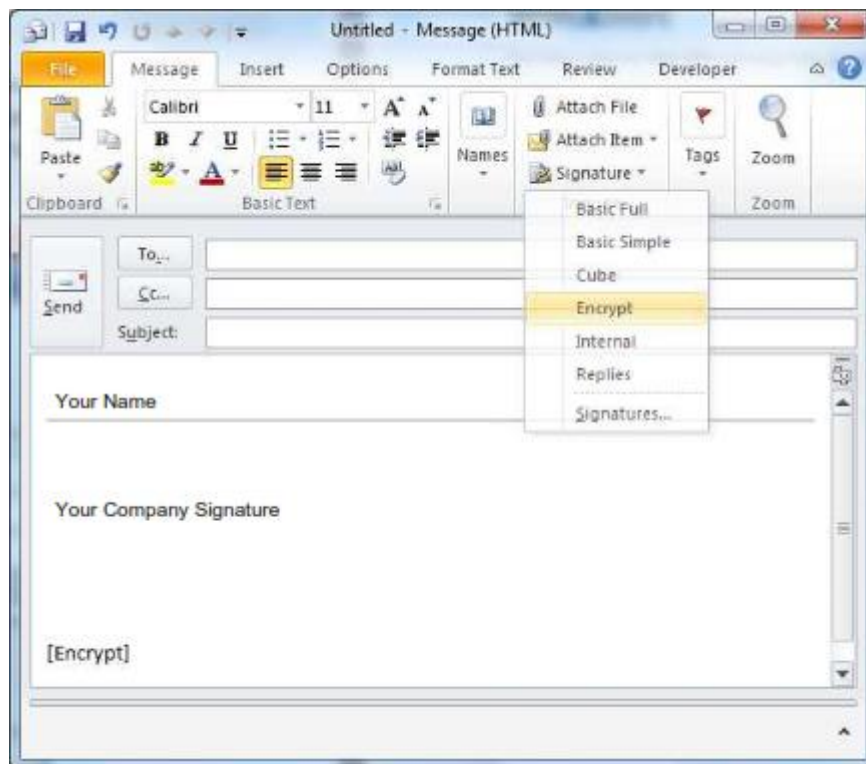 Untitled - Message (HTML)
File Message Insert Options Format Text Review Developer
Calibri 11 A A Attach File
B I U Names Attach Item Tags Zoom
Paste A Signature
Clipboard Basic Text Zoom
Basic Full
Basic Simple
Cube
Encrypt
Internal
Replies
Signatures...
To...
Cc...
Send
Subject:
Your Name
Your Company Signature
[Encrypt]